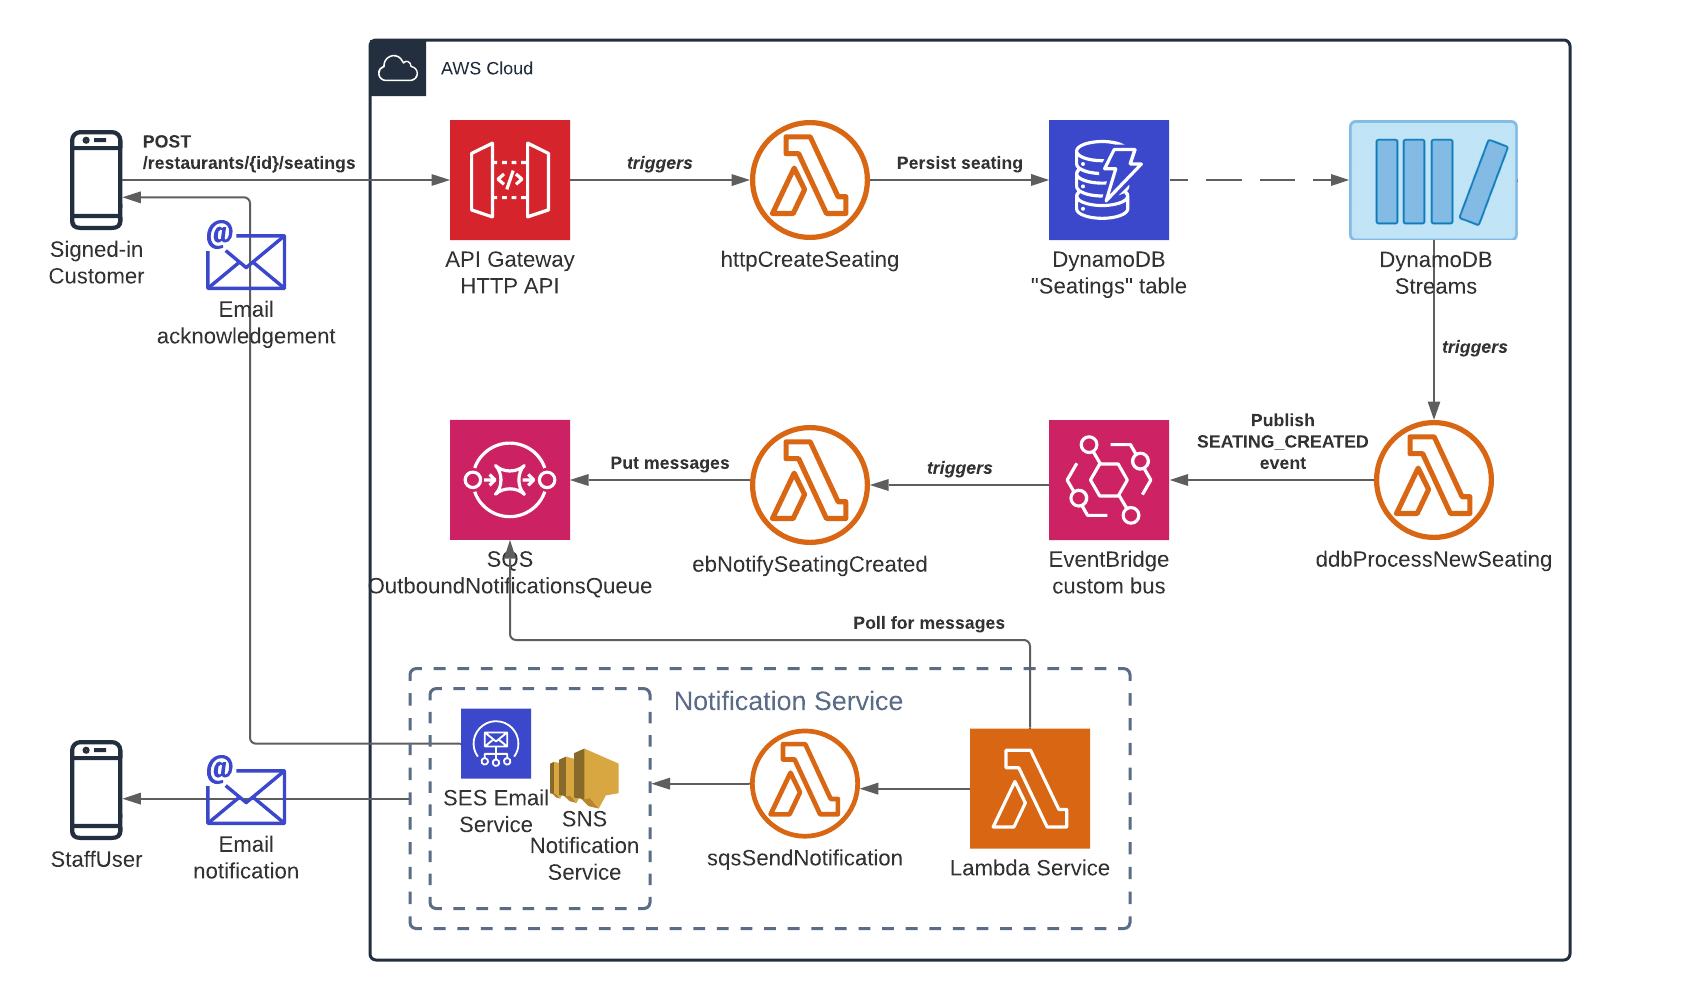 AWS Cloud
POST
/restaurants/{id}/seatings
triggers
Persist seating
Signed-in
Customer
API Gateway
HTTP API
httpCreateSeating
DynamoDB
"Seatings" table
DynamoDB
Streams
@
Email
acknowledgement
triggers
Publish
SEATING_CREATED
event
triggers
Put messages
SQS
OutboundNotificationsQueue
ebNotifySeatingCreated
EventBridge
custom bus
ddbProcessNewSeating
Poll for messages
Notification Service
SES Email
Service
SNS
Notification
Service
sqsSendNotification
Lambda Service
@
StaffUser
Email
notification